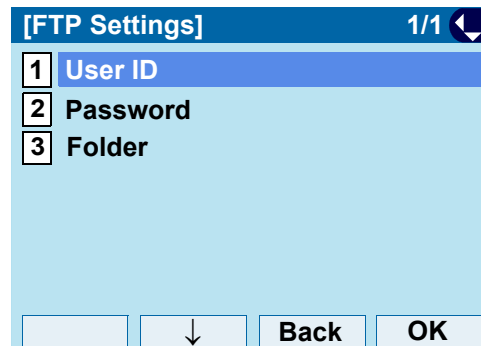 [FTP Settings] 1/1
1 User ID
2 Password
3 Folder
↓ Back OK